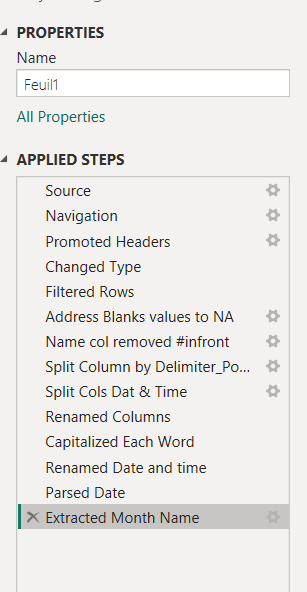 PROPERTIES
Name
Feuil1
All Properties
APPLIED STEPS
Source
Navigation
Promoted Headers
Changed Type
Filtered Rows
Address Blanks values to NA
Name col removed #infront
Split Column by Delimiter_Po...
Split Cols Dat & Time
Renamed Columns
Capitalized Each Word
Renamed Date and time
Parsed Date
Extracted Month Name